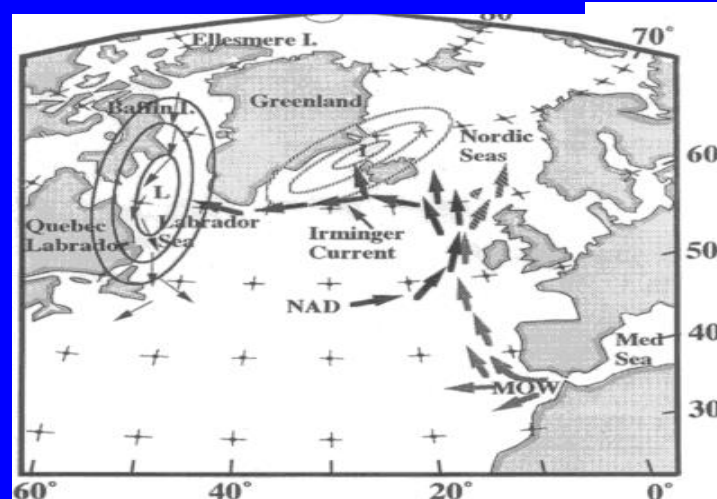 80°
70°
Ellesmere I.
Greenland
Baffin I.
Nordic
Seas
60°
L
Quebec
Labrador
Labrador
Sea
Irminger
Current
50°
NAD
40°
Med
Sea
MOW
30°
60°
40°
20°
0°